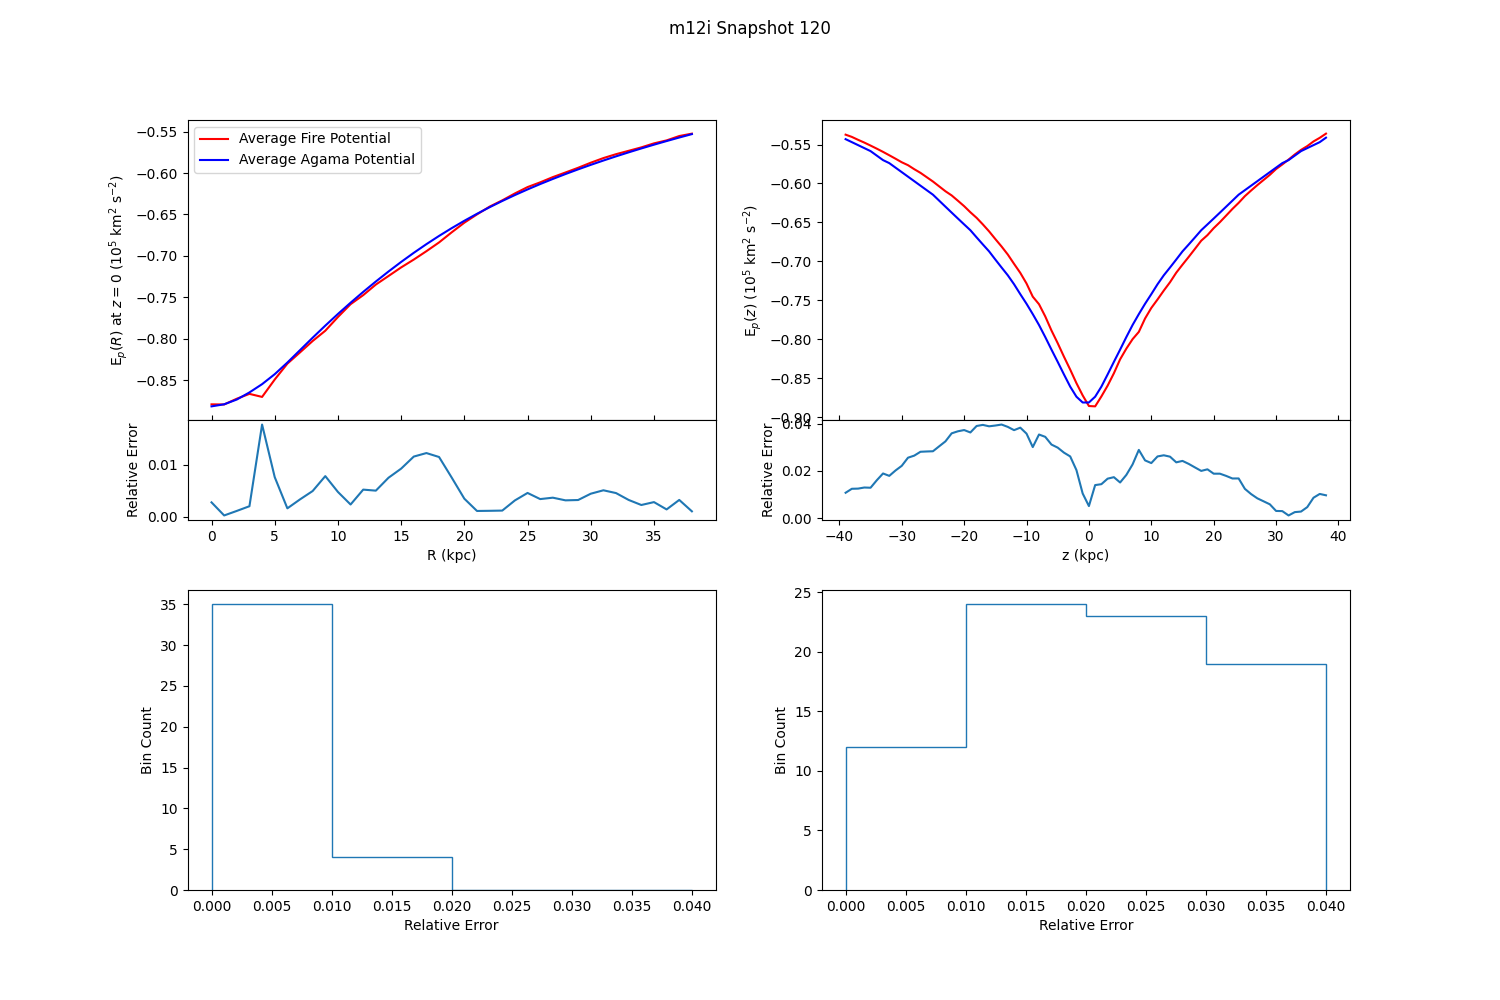 m12i Snapshot 120
Average Fire Potential
Average Agama Potential
E_p(R) at z = 0 (10^5 km^2 s^−2)
−0.55
−0.60
−0.65
−0.70
−0.75
−0.80
−0.85
E_p(z) (10^5 km^2 s^−2)
−0.55
−0.60
−0.65
−0.70
−0.75
−0.80
−0.85
−0.90
Relative Error
0.01
0.00
0 5 10 15 20 25 30 35
R (kpc)
Relative Error
0.04
0.02
0.00
−40 −30 −20 −10 0 10 20 30 40
z (kpc)
Bin Count
35
30
25
20
15
10
5
0
0.000 0.005 0.010 0.015 0.020 0.025 0.030 0.035 0.040
Relative Error
Bin Count
25
20
15
10
5
0
0.000 0.005 0.010 0.015 0.020 0.025 0.030 0.035 0.040
Relative Error